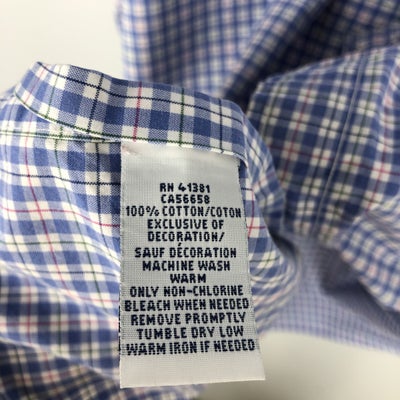 RN 41381
CA56658
100% COTTON/COTON
EXCLUSIVE OF
DECORATION/
SAUF DÉCORATION
MACHINE WASH
WARM
ONLY NON-CHLORINE
BLEACH WHEN NEEDED
REMOVE PROMPTLY
TUMBLE DRY LOW
WARM IRON IF NEEDED